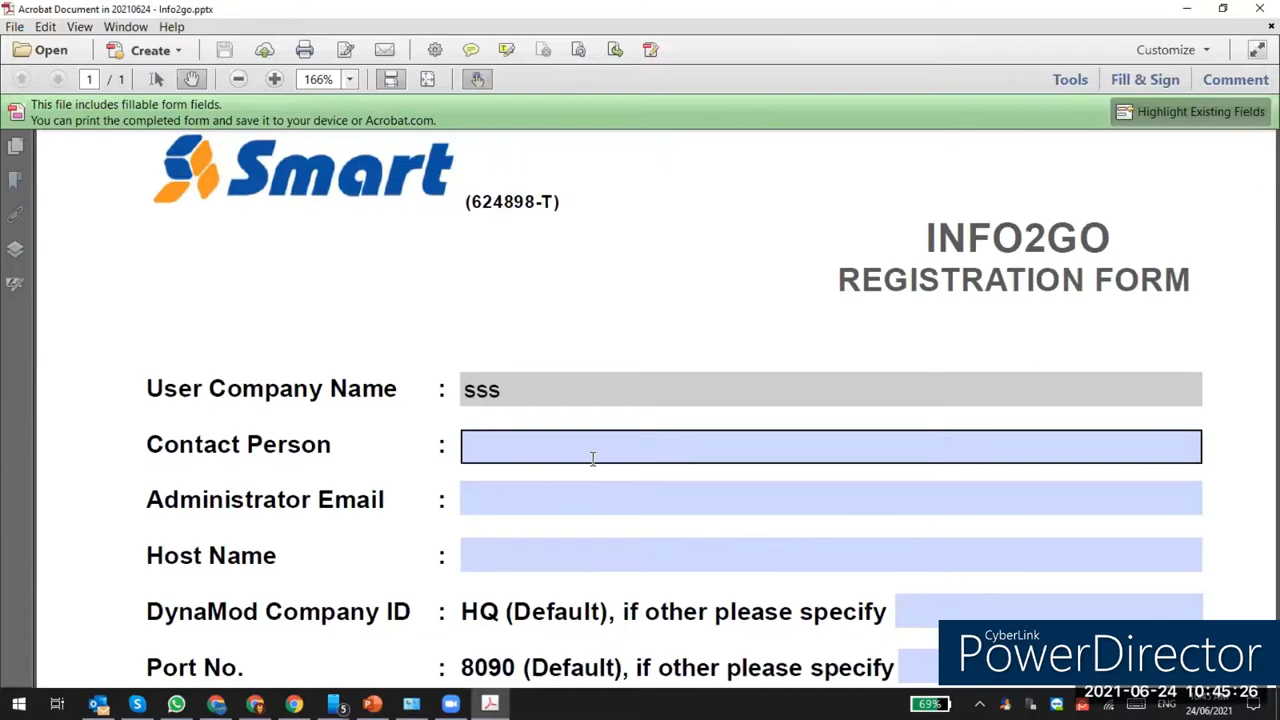 Acrobat Document in 20210624 - Info2go.pptx
File Edit View Window Help
Open Create Customize
1 / 1 166% Tools Fill & Sign Comment
This file includes fillable form fields.
You can print the completed form and save it to your device or Acrobat.com.
Highlight Existing Fields
Smart
(624898-T)
INFO2GO
REGISTRATION FORM
User Company Name : sss
Contact Person :
Administrator Email :
Host Name :
DynaMod Company ID : HQ (Default), if other please specify
Port No. : 8090 (Default), if other please specify
CyberLink
PowerDirector
2021-06-24 10:45:26
69% ENG 24/06/2021